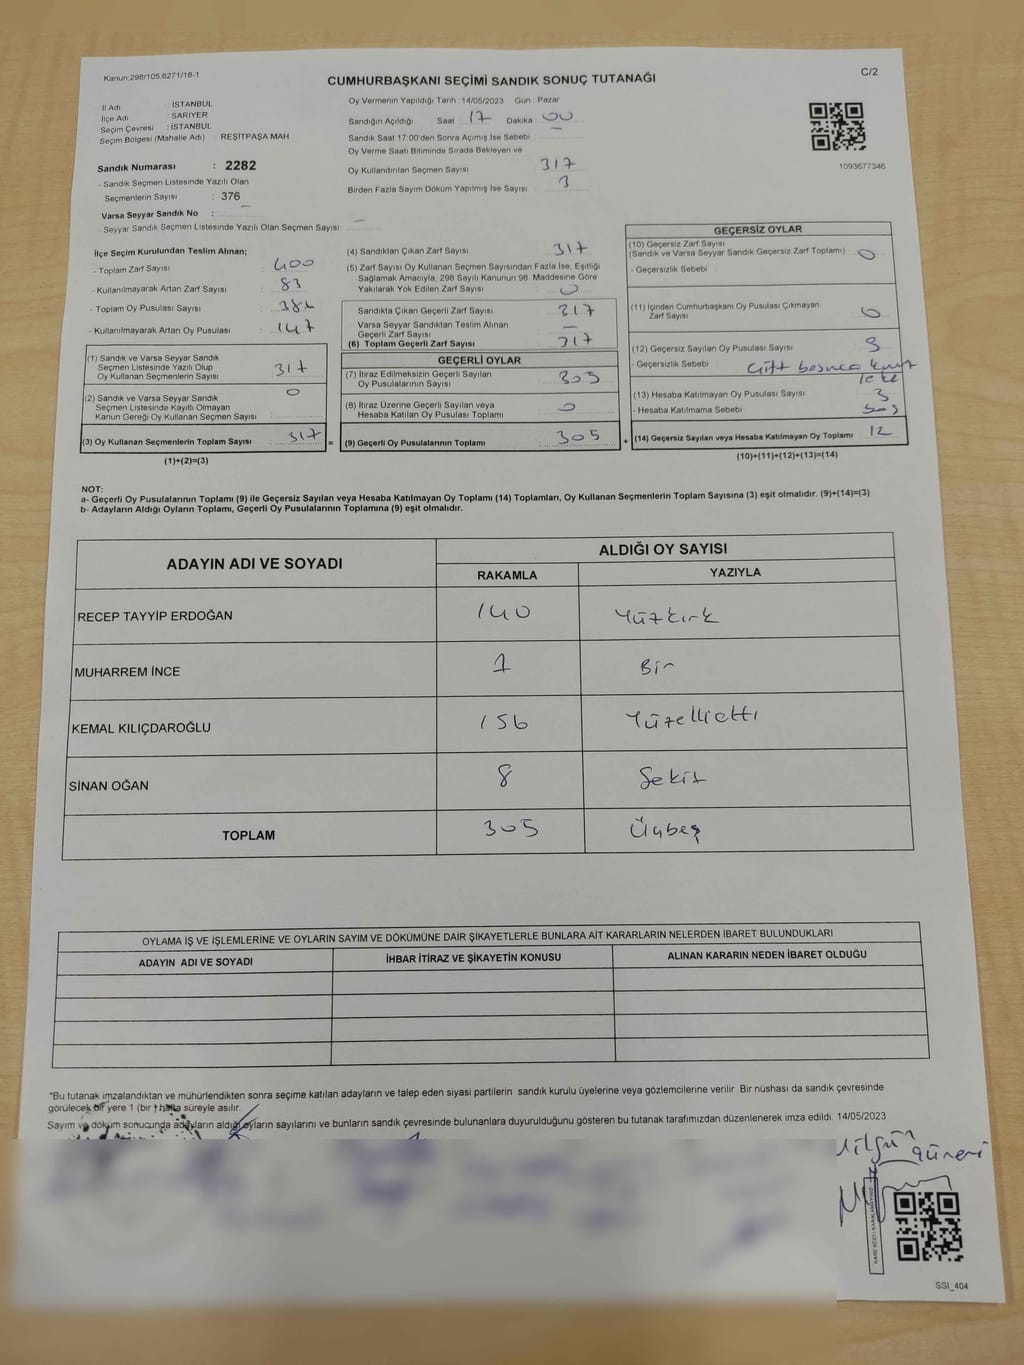 Kanun,298/105,6271/18-1
C/2
CUMHURBAŞKANI SEÇİMİ SANDIK SONUÇ TUTANAĞI
İl Adı : İSTANBUL
İlçe Adı : SARIYER
Seçim Çevresi : İSTANBUL
Seçim Bölgesi (Mahalle Adı) : REŞİTPAŞA MAH
Sandık Numarası : 2282
- Sandık Seçmen Listesinde Yazılı Olan
Seçmenlerin Sayısı : 376
Varsa Seyyar Sandık No :
- Seyyar Sandık Seçmen Listesinde Yazılı Olan Seçmen Sayısı: -
Oy Vermenin Yapıldığı Tarih : 14/05/2023 Gün : Pazar
Sandığın Açıldığı Saat : 17 Dakika : 00
Sandık Saat 17:00'den Sonra Açımış İse Sebebi :
Oy Verme Saati Bitiminde Sırada Bekleyen ve
Oy Kullandırılan Seçmen Sayısı : 317
Birden Fazla Sayım Döküm Yapılmış İse Sayısı : 3
1093677346
İlçe Seçim Kurulundan Teslim Alınan;
- Toplam Zarf Sayısı : 400
- Kullanılmayarak Artan Zarf Sayısı : 83
- Toplam Oy Pusulası Sayısı :
- Kullanılmayarak Artan Oy Pusulası : 147
(1) Sandık ve Varsa Seyyar Sandık
Seçmen Listesinde Yazılı Olup
Oy Kullanan Seçmenlerin Sayısı : 317
(2) Sandık ve Varsa Seyyar Sandık
Seçmen Listesinde Kayıtlı Olmayan
Kanun Gereği Oy Kullanan Seçmen Sayısı : 0
(3) Oy Kullanan Seçmenlerin Toplam Sayısı : 317 =
(1)+(2)=(3)
(4) Sandıktan Çıkan Zarf Sayısı : 317
(5) Zarf Sayısı Oy Kullanan Seçmen Sayısından Fazla İse, Eşitliği
Sağlamak Amacıyla, 298 Sayılı Kanunun 98. Maddesine Göre
Yakılarak Yok Edilen Zarf Sayısı : 0
Sandıkta Çıkan Geçerli Zarf Sayısı : 317
Varsa Seyyar Sandıktan Teslim Alınan
Geçerli Zarf Sayısı : -
(6) Toplam Geçerli Zarf Sayısı : 317
GEÇERLİ OYLAR
(7) İtiraz Edilmeksizin Geçerli Sayılan
Oy Pusulalarının Sayısı : 305
(8) İtiraz Üzerine Geçerli Sayılan veya
Hesaba Katılan Oy Pusulası Toplamı : 0
(9) Geçerli Oy Pusulalarının Toplamı : 305 +
GEÇERSİZ OYLAR
(10) Geçersiz Zarf Sayısı
(Sandık ve Varsa Seyyar Sandık Geçersiz Zarf Toplamı) : 0
- Geçersizlik Sebebi :
(11) İçinden Cumhurbaşkanı Oy Pusulası Çıkmayan
Zarf Sayısı : 0
(12) Geçersiz Sayılan Oy Pusulası Sayısı : 9
- Geçersizlik Sebebi :
(13) Hesaba Katılmayan Oy Pusulası Sayısı : 3
- Hesaba Katılmama Sebebi :
(14) Geçersiz Sayılan veya Hesaba Katılmayan Oy Toplamı : 12
(10)+(11)+(12)+(13)=(14)
NOT:
a- Geçerli Oy Pusulalarının Toplamı (9) ile Geçersiz Sayılan veya Hesaba Katılmayan Oy Toplamı (14) Toplamları, Oy Kullanan Seçmenlerin Toplam Sayısına (3) eşit olmalıdır. (9)+(14)=(3)
b- Adayların Aldığı Oyların Toplamı, Geçerli Oy Pusulalarının Toplamına (9) eşit olmalıdır.
ADAYIN ADI VE SOYADI
ALDIĞI OY SAYISI
RAKAMLA YAZIYLA
RECEP TAYYİP ERDOĞAN 140 Yüzkırk
MUHARREM İNCE 1 Bir
KEMAL KILIÇDAROĞLU 156 Yüzellialtı
SİNAN OĞAN 8 Sekiz
TOPLAM 305 Üçybeş
OYLAMA İŞ VE İŞLEMLERİNE VE OYLARIN SAYIM VE DÖKÜMÜNE DAİR ŞİKAYETLERLE BUNLARA AİT KARARLARIN NELERDEN İBARET BULUNDUKLARI
ADAYIN ADI VE SOYADI İHBAR İTİRAZ VE ŞİKAYETİN KONUSU ALINAN KARARIN NEDEN İBARET OLDUĞU
*Bu tutanak imzalandıktan ve mühürlendikten sonra seçime katılan adayların ve talep eden siyasi partilerin sandık kurulu üyelerine veya gözlemcilerine verilir. Bir nüshası da sandık çevresinde
görülecek bir yere 1 (bir) hafta süreyle asılır.
Sayım ve döküm sonucunda adayların aldığı oyların sayılarını ve bunların sandık çevresinde bulunanlara duyurulduğunu gösteren bu tutanak tarafımızdan düzenlenerek imza edildi. 14/05/2023
SSI_404